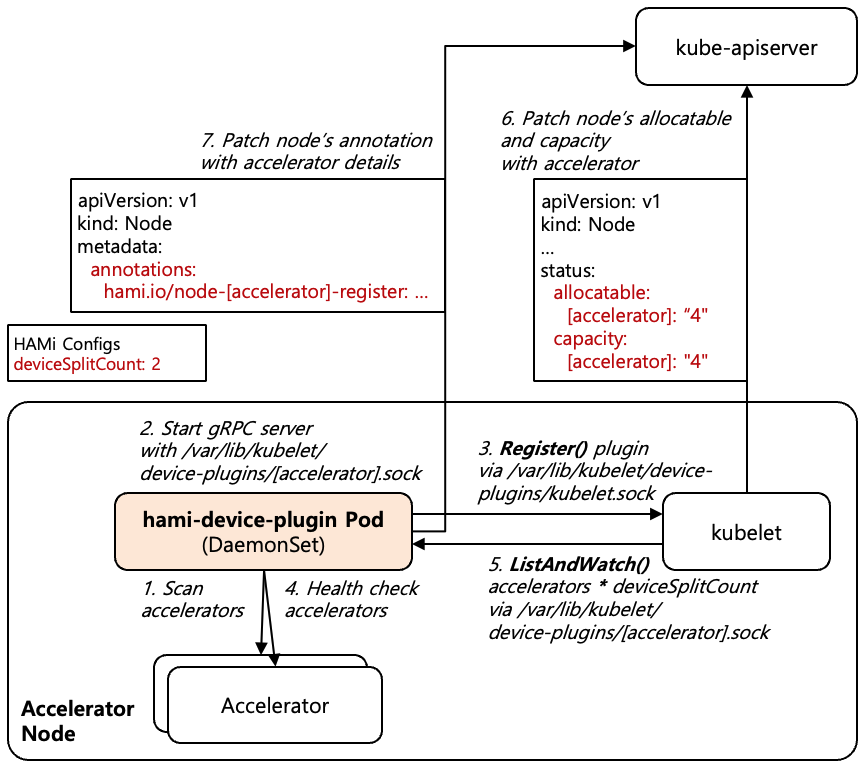 kube-apiserver
7. Patch node's annotation
with accelerator details
6. Patch node's allocatable
and capacity
with accelerator
apiVersion: v1
kind: Node
metadata:
annotations:
hami.io/node-[accelerator]-register: ...
apiVersion: v1
kind: Node
...
status:
allocatable:
[accelerator]: “4"
capacity:
[accelerator]: "4"
HAMi Configs
deviceSplitCount: 2
2. Start gRPC server
with /var/lib/kubelet/
device-plugins/[accelerator].sock
3. Register() plugin
via /var/lib/kubelet/device-
plugins/kubelet.sock
hami-device-plugin Pod
(DaemonSet)
kubelet
1. Scan
accelerators
4. Health check
accelerators
5. ListAndWatch()
accelerators * deviceSplitCount
via /var/lib/kubelet/
device-plugins/[accelerator].sock
Accelerator
Accelerator
Node